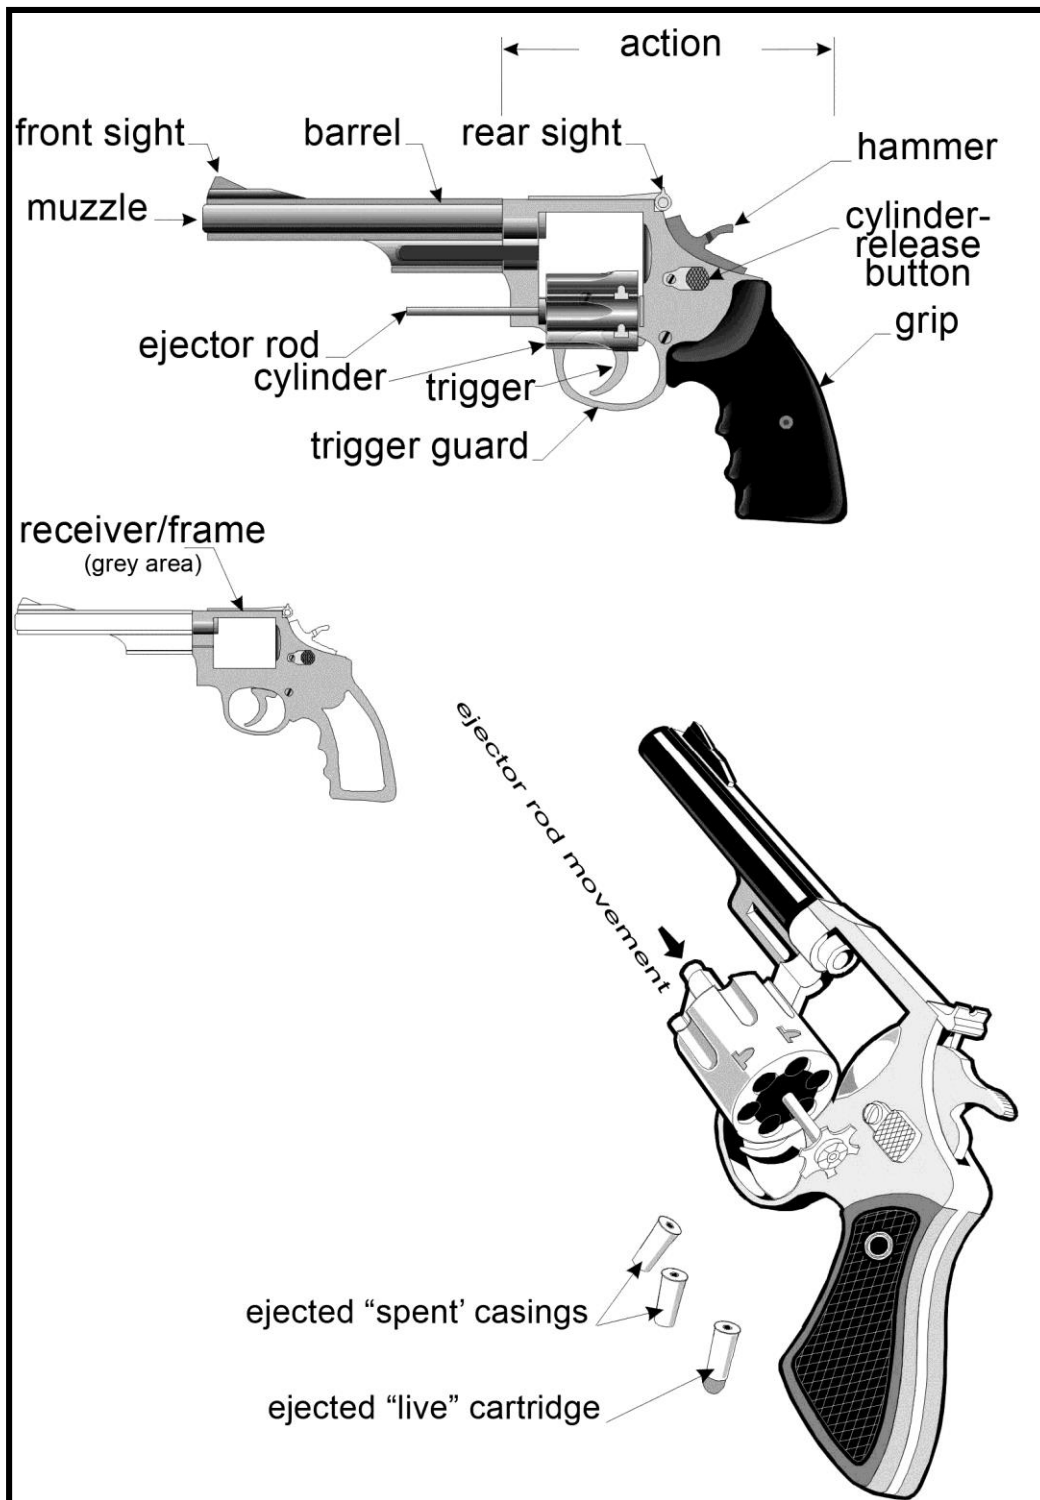 action
front sight
barrel
rear sight
hammer
muzzle
cylinder-
release
button
grip
ejector rod
cylinder
trigger
trigger guard
receiver/frame
(grey area)
ejector rod movement
ejected “spent’ casings
ejected “live” cartridge